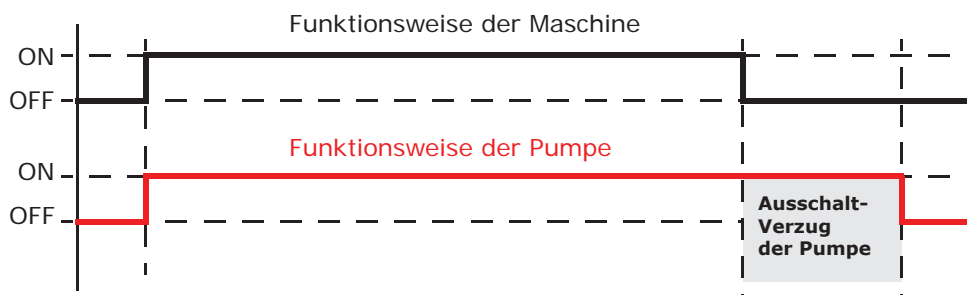 Funktionsweise der Maschine
ON
OFF
Funktionsweise der Pumpe
ON
OFF
Ausschalt-
Verzug
der Pumpe